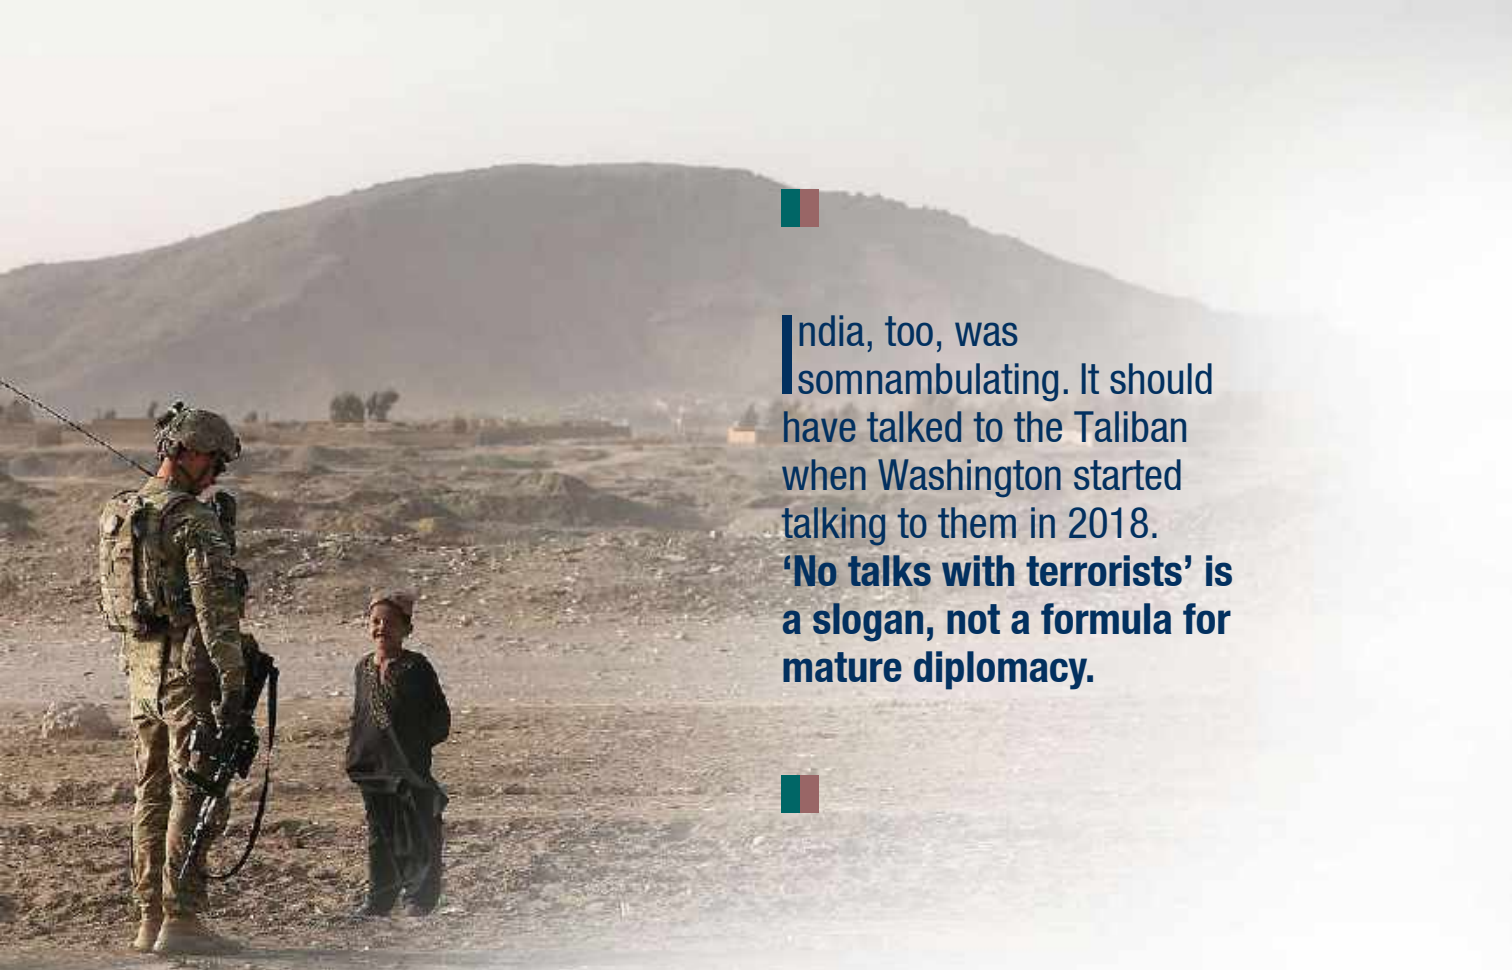 India, too, was
somnambulating. It should
have talked to the Taliban
when Washington started
talking to them in 2018.
‘No talks with terrorists’ is
a slogan, not a formula for
mature diplomacy.